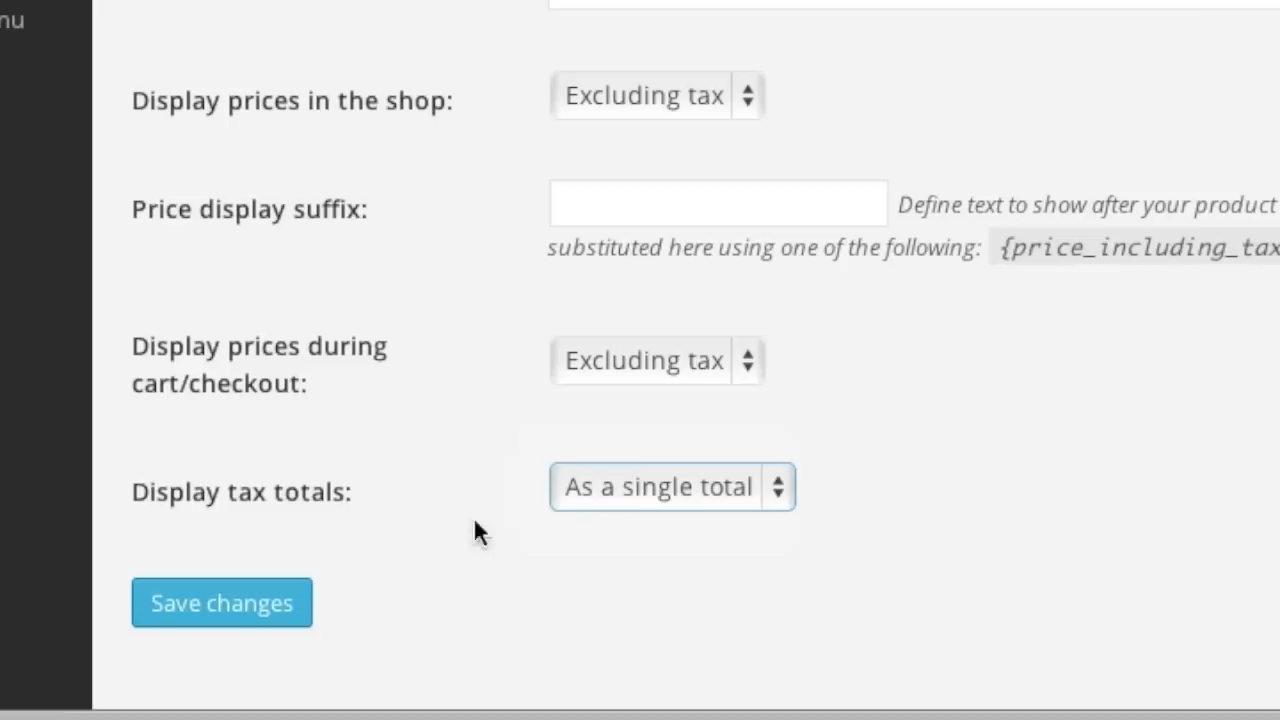 nu
Display prices in the shop:
Excluding tax
Price display suffix:
Define text to show after your product
substituted here using one of the following: {price_including_tax
Display prices during
cart/checkout:
Excluding tax
Display tax totals:
As a single total
Save changes